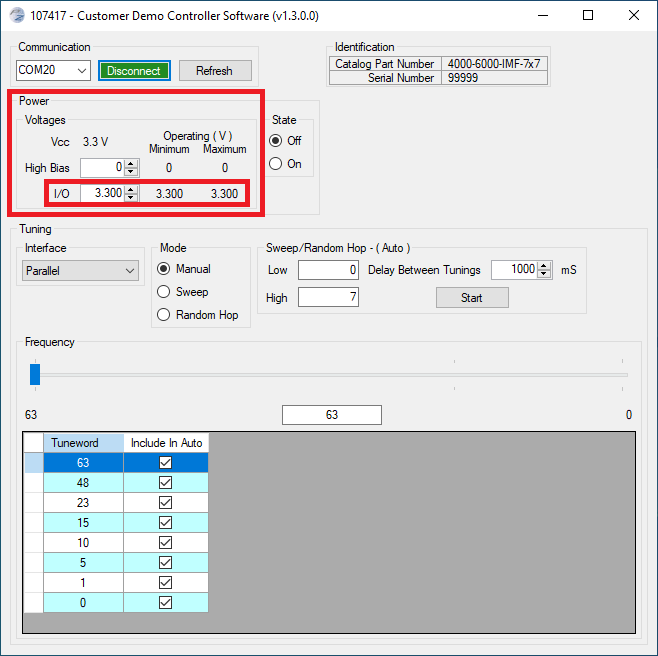 107417 - Customer Demo Controller Software (v1.3.0.0)
Communication
COM20 Disconnect Refresh
Identification
Catalog Part Number 4000-6000-IMF-7x7
Serial Number 99999
Power
Voltages
Vcc 3.3 V Operating ( V )
Minimum Maximum
High Bias 0 0 0
I/O 3.300 3.300 3.300
State
Off
On
Tuning
Interface
Parallel
Mode
Manual
Sweep
Random Hop
Sweep/Random Hop - ( Auto )
Low 0 Delay Between Tunings 1000 mS
High 7 Start
Frequency
63 63 0
Tuneword Include In Auto
63
48
23
15
10
5
1
0